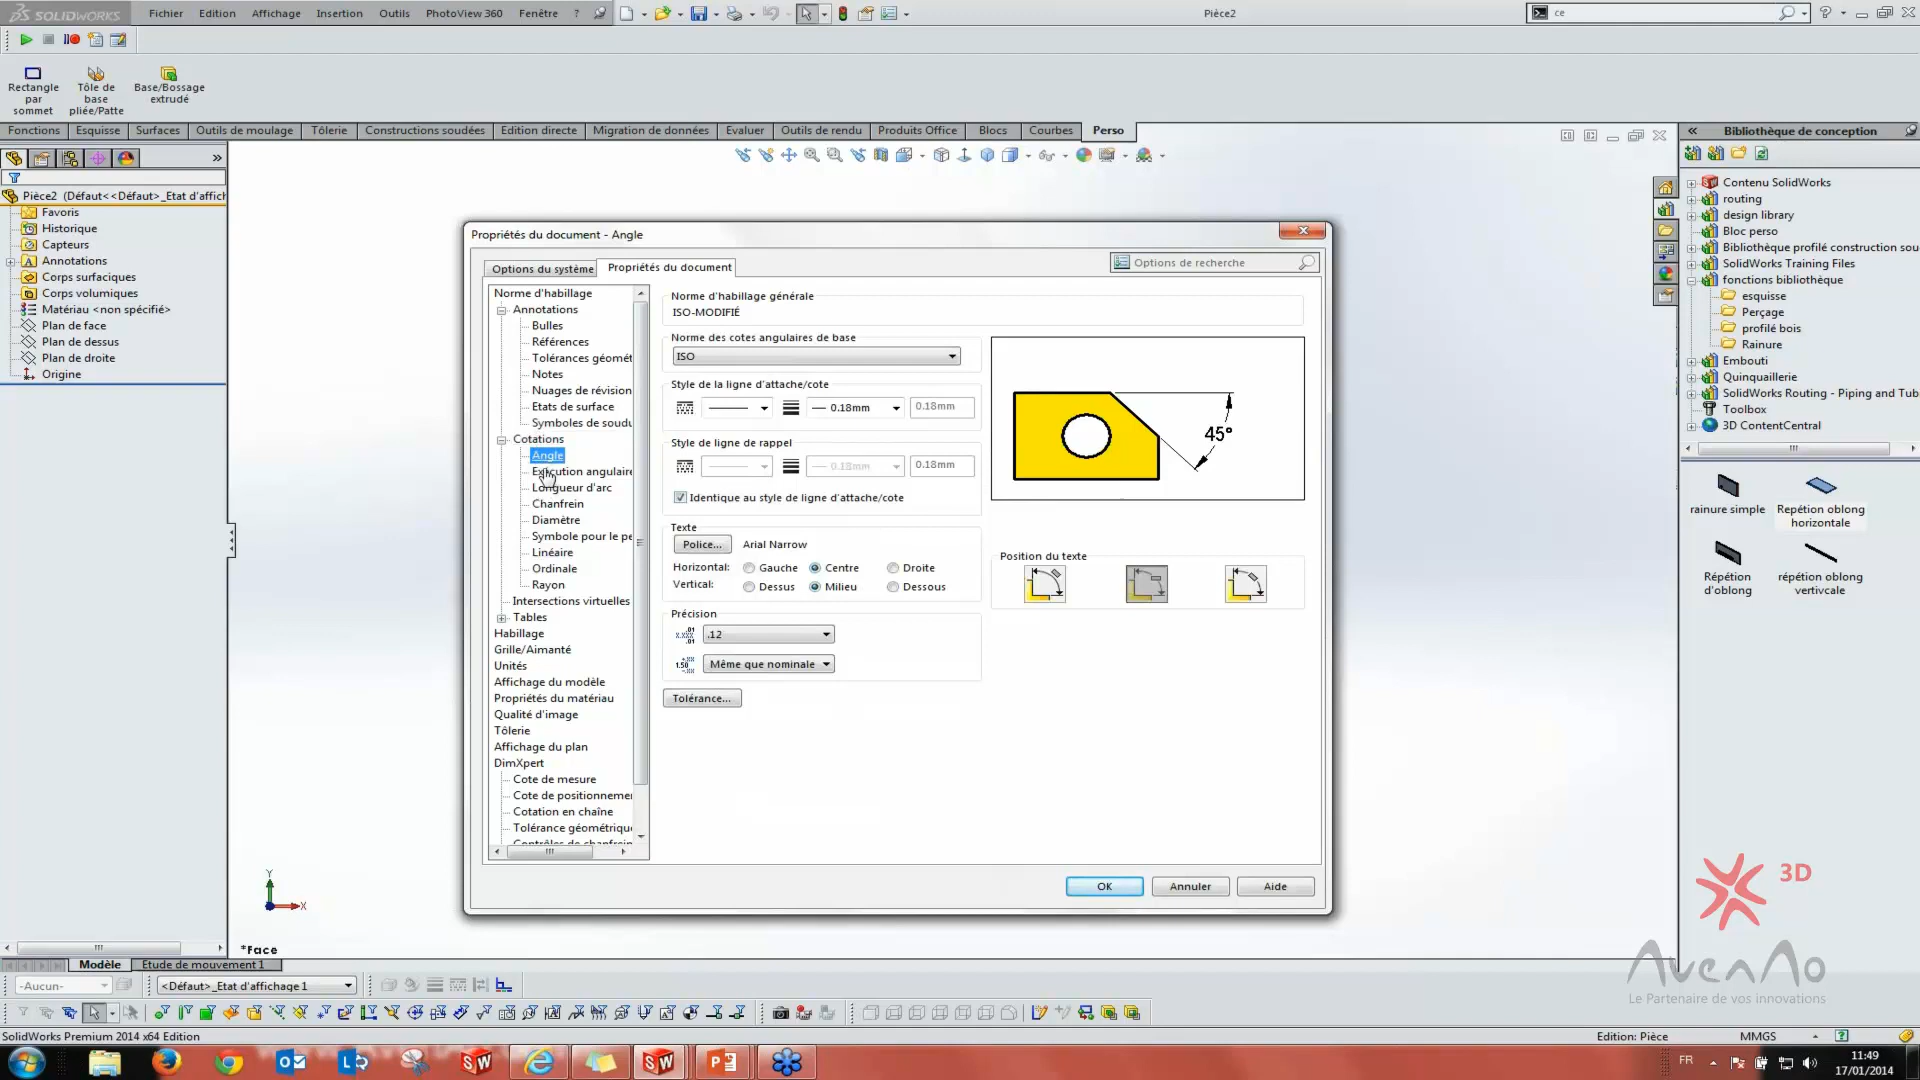 SOLIDWORKS
Fichier Edition Affichage Insertion Outils PhotoView 360 Fenêtre ?
Pièce2
ce
Rectangle par sommet
Tôle de base pliée/Patte
Base/Bossage extrudé
Fonctions Esquisse Surfaces Outils de moulage Tôlerie Constructions soudées Edition directe Migration de données Evaluer Outils de rendu Produits Office Blocs Courbes Perso
Pièce2 (Défaut<<Défaut>_Etat d'affich
Favoris
Historique
Capteurs
Annotations
Corps surfaciques
Corps volumiques
Matériau <non spécifié>
Plan de face
Plan de dessus
Plan de droite
Origine
Propriétés du document - Angle
Options du système
Propriétés du document
Options de recherche
Norme d'habillage
Annotations
Bulles
Références
Tolérances géomét
Notes
Nuages de révision
Etats de surface
Symboles de soudu
Cotations
Angle
Exécution angulaire
Longueur d'arc
Chanfrein
Diamètre
Symbole pour le pe
Linéaire
Ordinale
Rayon
Intersections virtuelles
Tables
Habillage
Grille/Aimanté
Unités
Affichage du modèle
Propriétés du matériau
Qualité d'image
Tôlerie
Affichage du plan
DimXpert
Cote de mesure
Cote de positionneme
Cotation en chaîne
Tolérance géométrique
Norme d'habillage générale
ISO-MODIFIÉ
Norme des cotes angulaires de base
ISO
Style de la ligne d'attache/cote
0.18mm 0.18mm
Style de ligne de rappel
0.18mm 0.18mm
Identique au style de ligne d'attache/cote
Texte
Police... Arial Narrow
Horizontal: Gauche Centre Droite
Vertical: Dessus Milieu Dessous
Précision
.12
Même que nominale
Tolérance...
45°
Position du texte
OK Annuler Aide
Bibliothèque de conception
Contenu SolidWorks
routing
design library
Bloc perso
Bibliothèque profilé construction sou
SolidWorks Training Files
fonctions bibliothèque
esquisse
Perçage
profilé bois
Rainure
Embouti
Quinquaillerie
SolidWorks Routing - Piping and Tub
Toolbox
3D ContentCentral
rainure simple
Repétion oblong horizontale
Répétion d'oblong
répétion oblong vertivcale
Y
X
*Face
Modèle Etude de mouvement 1
-Aucun-
<Défaut>_Etat d'affichage 1
SolidWorks Premium 2014 x64 Edition
Edition: Pièce
MMGS
3D
AvenAo
Le Partenaire de vos innovations
FR
11:49
17/01/2014